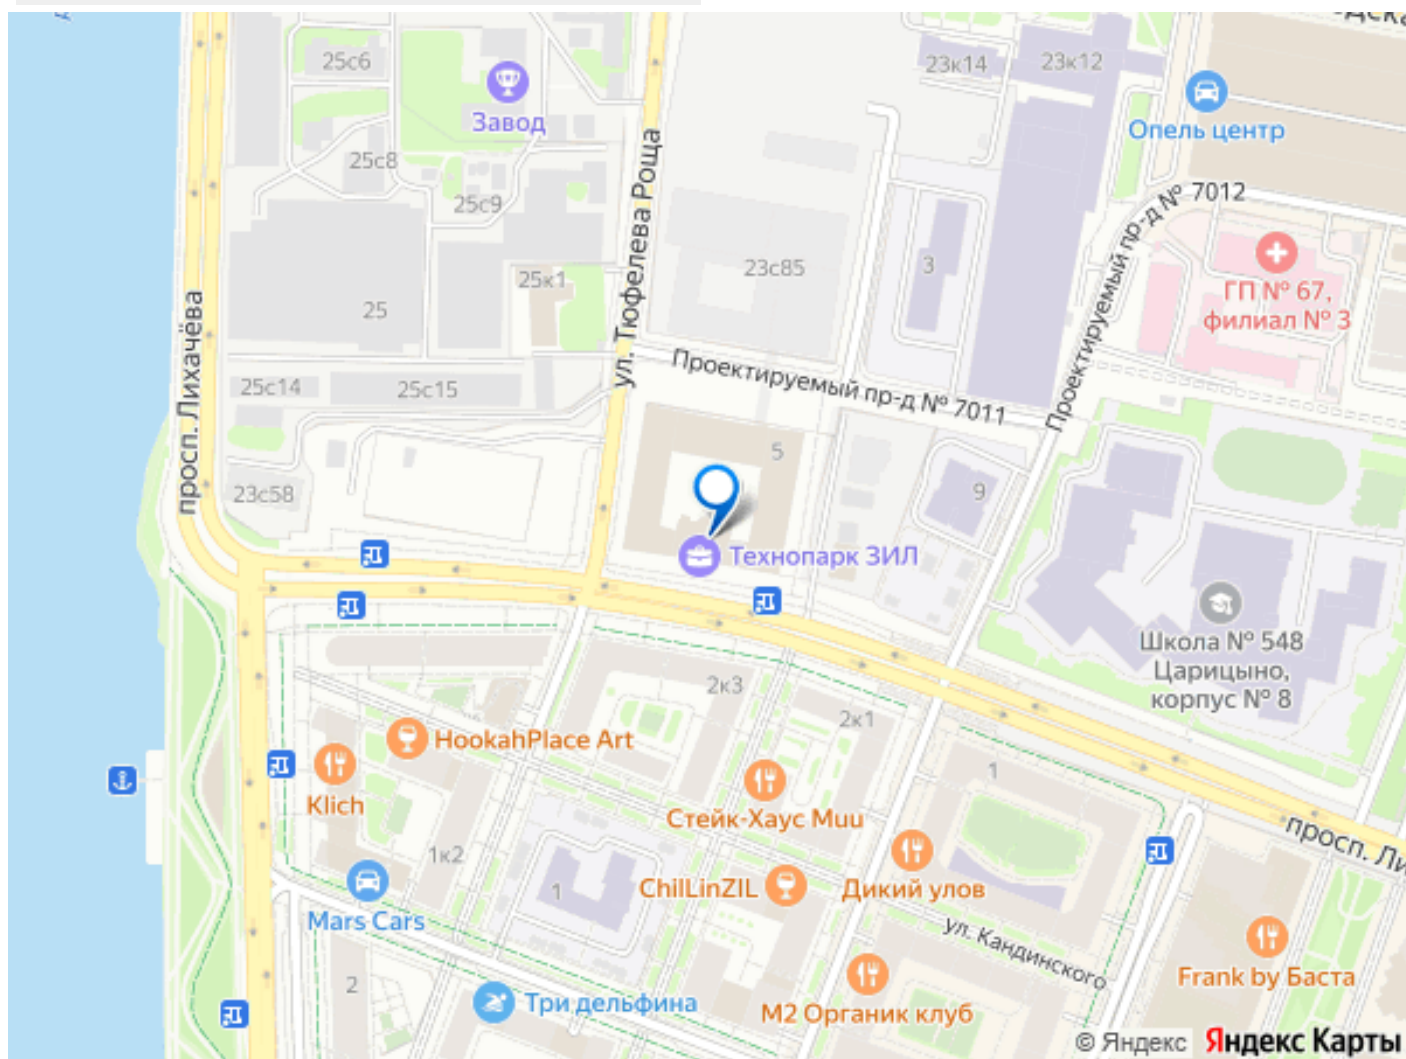 25с6
Завод
25с8
25с9
25к1
25
25с14
25с15
23с58
просп. Лихачёва
ул. Тюфелева Роща
23к14
23к12
Опель центр
23с85
3
Проектируемый пр-д № 7012
ГП № 67,
филиал № 3
Проектируемый пр-д № 7011
5
9
Технопарк ЗИЛ
Школа № 548
Царицыно,
корпус № 8
2к3
2к1
HookahPlace Art
Klich
Стейк-Хаус Muu
1
просп. Ли
1к2
1
ChilLinZIL
Дикий улов
Mars Cars
ул. Кандинского
2
Три дельфина
М2 Органик клуб
Frank by Баста
© Яндекс Яндекс Карты